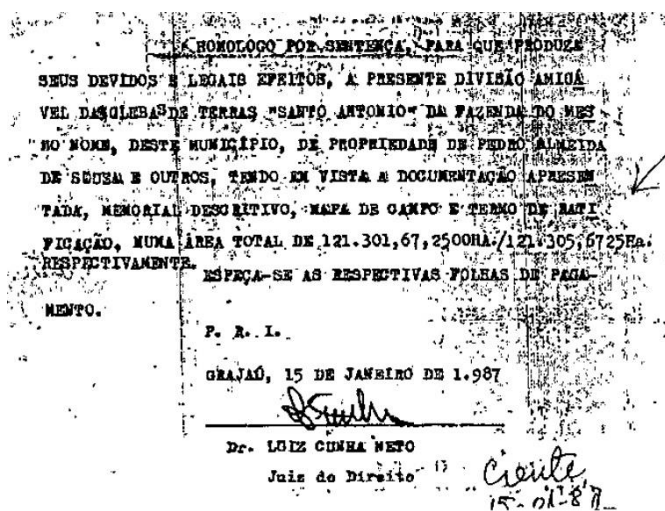 HOMOLOGO POR SENTENÇA, PARA QUE PRODUZA
SEUS DEVIDOS E LEGAIS EFEITOS, A PRESENTE DIVISÃO AMIGÁ
VEL DAS GLEBAS DE TERRAS "SANTO ANTONIO" DA FAZENDA DO MES
MO NOME, DESTE MUNICÍPIO, DE PROPRIEDADE DE PEDRO ALMEIDA
DE SOUZA E OUTROS, TENDO EM VISTA A DOCUMENTAÇÃO APRESEN
TADA, MEMORIAL DESCRITIVO, MAPA DE CAMPO E TERMO DE RATI
FICAÇÃO, NUMA ÁREA TOTAL DE 121.301,67,2500HA./121.305,6725Ha.
RESPECTIVAMENTE.
ESPEÇA-SE AS RESPECTIVAS FOLHAS DE PAGA-
MENTO.
P. R. I.
GRAJAÚ, 15 DE JANEIRO DE 1.987
Dr. LUIZ CUNHA NETO
Juiz de Direito
Ciente
15-01-87